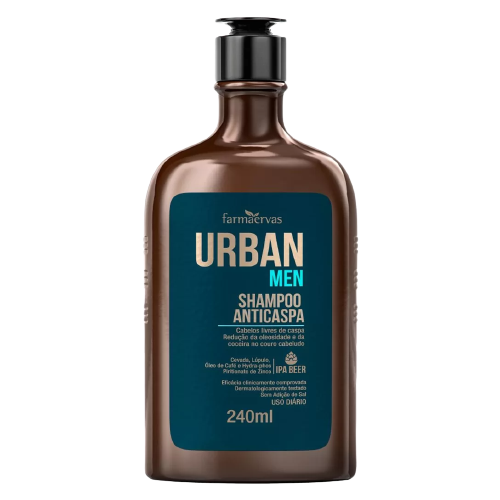 farmaervas
URBAN
MEN
SHAMPOO
ANTICASPA
Cabelos livres de caspa
Redução da oleosidade e da
coceira no couro cabeludo
Cevada, Lúpulo,
Óleo de Café e Hydra-phos
Piritionato de Zinco
IPA BEER
Eficácia clinicamente comprovada
Dermatologicamente testado
Sem Adição de Sal
USO DIÁRIO
240ml